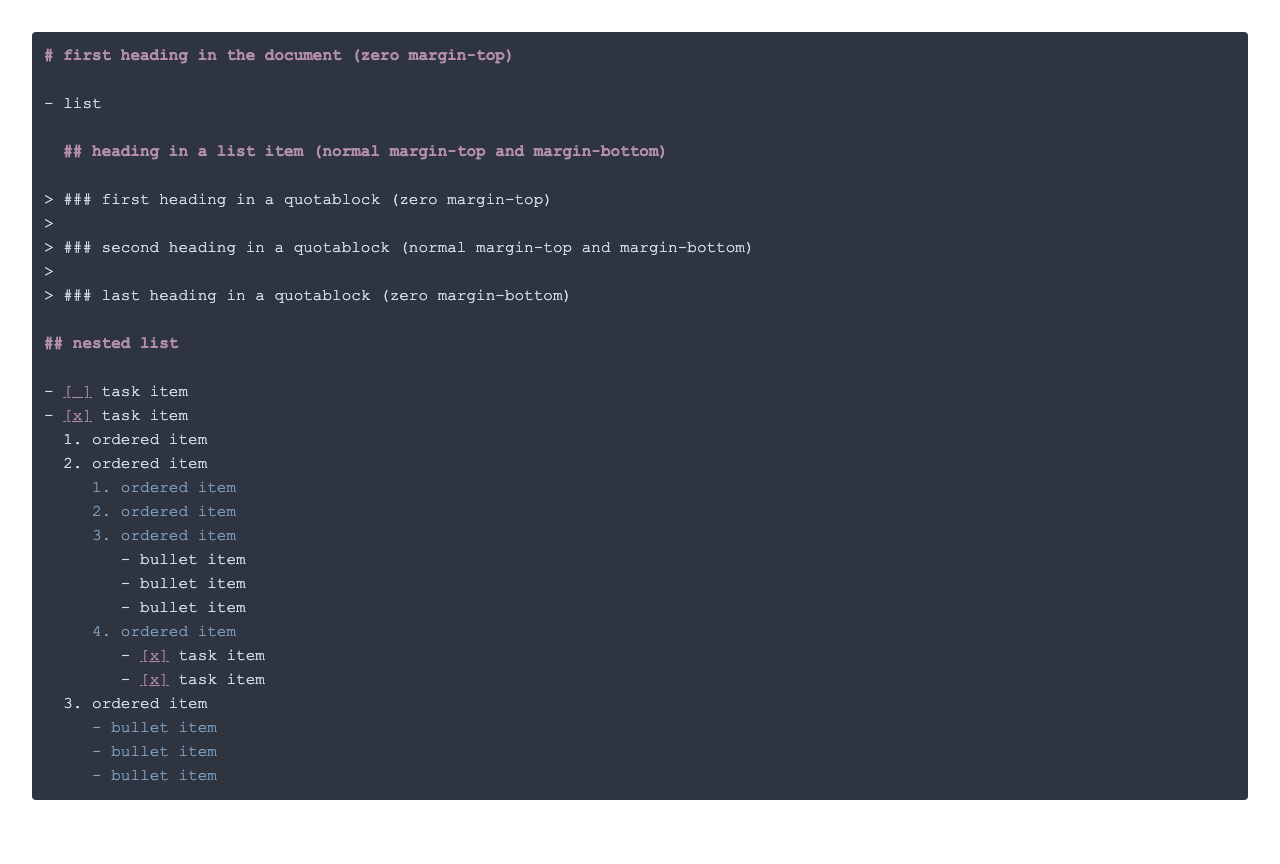 # first heading in the document (zero margin-top)
- list
## heading in a list item (normal margin-top and margin-bottom)
> ### first heading in a quotablock (zero margin-top)
>
> ### second heading in a quotablock (normal margin-top and margin-bottom)
>
> ### last heading in a quotablock (zero margin-bottom)
## nested list
- [ ] task item
- [x] task item
1. ordered item
2. ordered item
1. ordered item
2. ordered item
3. ordered item
- bullet item
- bullet item
- bullet item
4. ordered item
- [x] task item
- [x] task item
3. ordered item
- bullet item
- bullet item
- bullet item